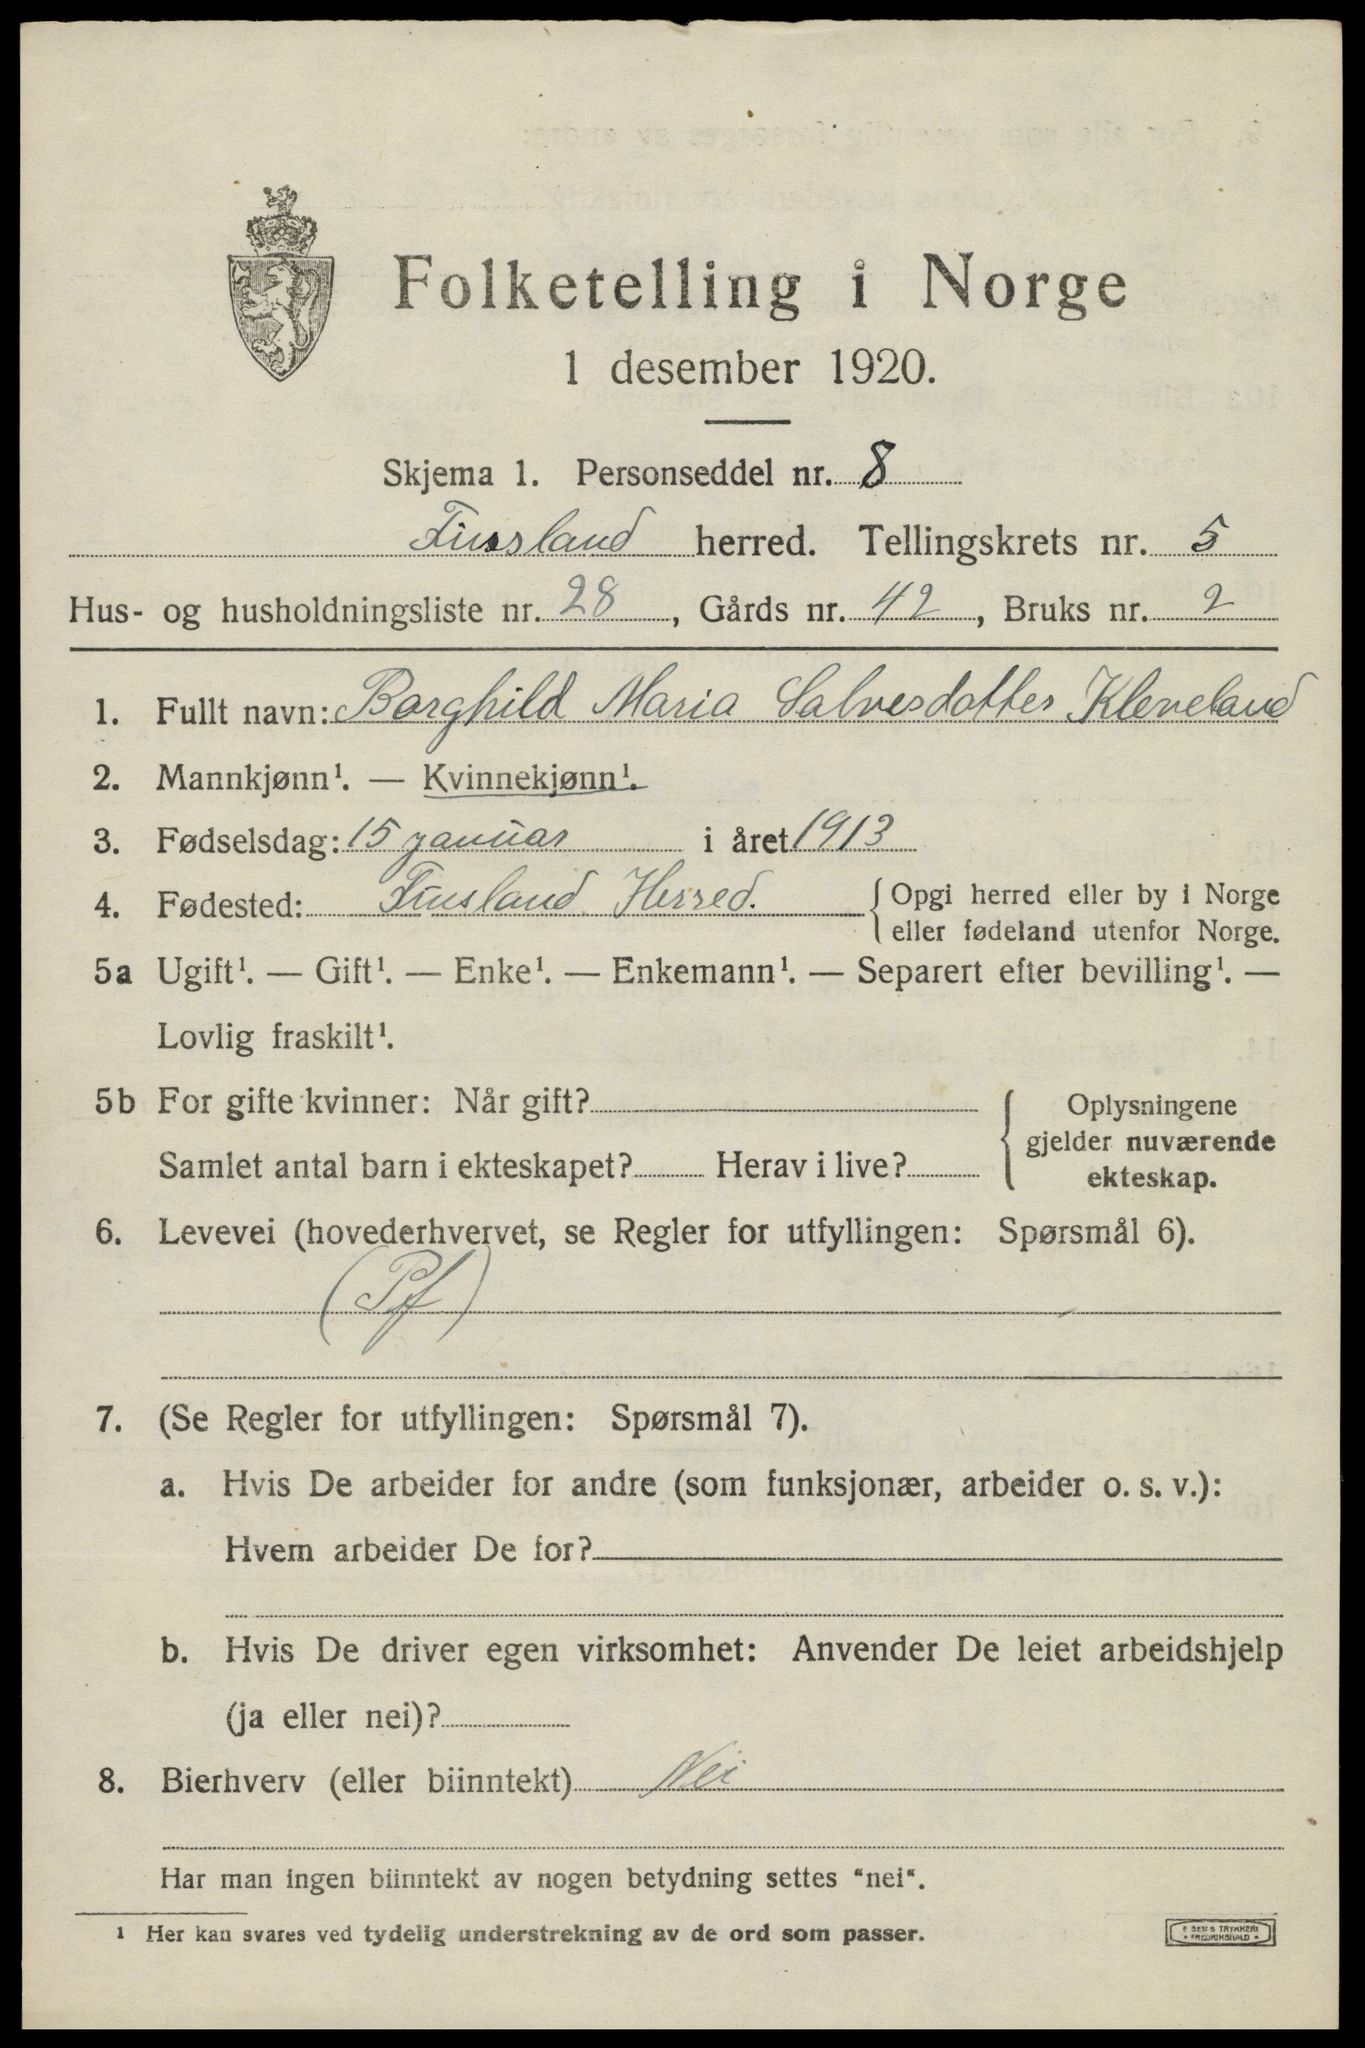 Folketelling i Norge
1 desember 1920.
Skjema 1. Personseddel nr. 8
Finsland herred. Tellingskrets nr. 5
Hus- og husholdningsliste nr. 28, Gårds nr. 42, Bruks nr. 2
1. Fullt navn: Borghild Maria Salvesdotter Kleveland
2. Mannkjønn¹. — Kvinnekjønn¹.
3. Fødselsdag: 15 januar i året 1913
4. Fødested: Finsland Herred. { Opgi herred eller by i Norge
eller fødeland utenfor Norge.
5a Ugift¹. — Gift¹. — Enke¹. — Enkemann¹. — Separert efter bevilling¹. —
Lovlig fraskilt¹.
5b For gifte kvinner: Når gift?
Samlet antal barn i ekteskapet? Herav i live?
Oplysningene
gjelder nuværende
ekteskap.
6. Levevei (hovederhvervet, se Regler for utfyllingen: Spørsmål 6).
(Pf)
7. (Se Regler for utfyllingen: Spørsmål 7).
a. Hvis De arbeider for andre (som funksjonær, arbeider o. s. v.):
Hvem arbeider De for?
b. Hvis De driver egen virksomhet: Anvender De leiet arbeidshjelp
(ja eller nei)?
8. Bierhverv (eller biinntekt) Nei
Har man ingen biinntekt av nogen betydning settes "nei".
¹ Her kan svares ved tydelig understrekning av de ord som passer.
TRYKKERI
FREDRIKSHALD